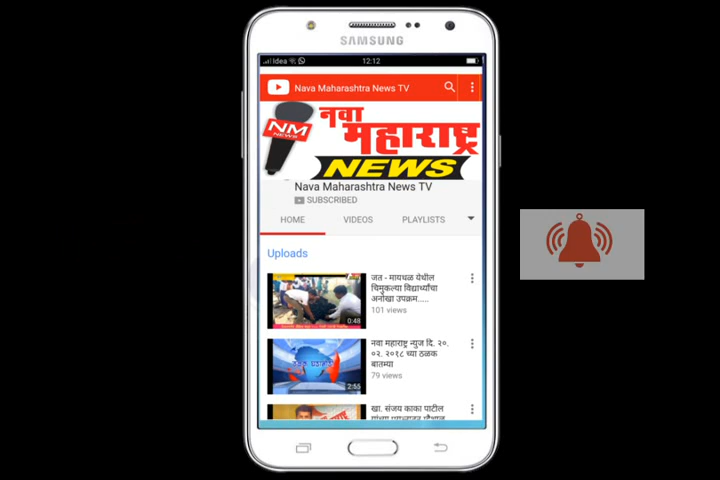 SAMSUNG
Idea 12:12
Nava Maharashtra News TV
NM
NEWS
नवा
महाराष्ट्र
NEWS
Nava Maharashtra News TV
SUBSCRIBED
HOME VIDEOS PLAYLISTS
Uploads
जत - मायथळ येथील
चिमुकल्या विद्यार्थ्यांचा
अनोखा उपक्रम.....
101 views
0:48
नवा महाराष्ट्र न्युज दि. २०.
०२. २०१८ च्या ठळक
बातम्या
79 views
2:55
खा. संजय काका पाटील